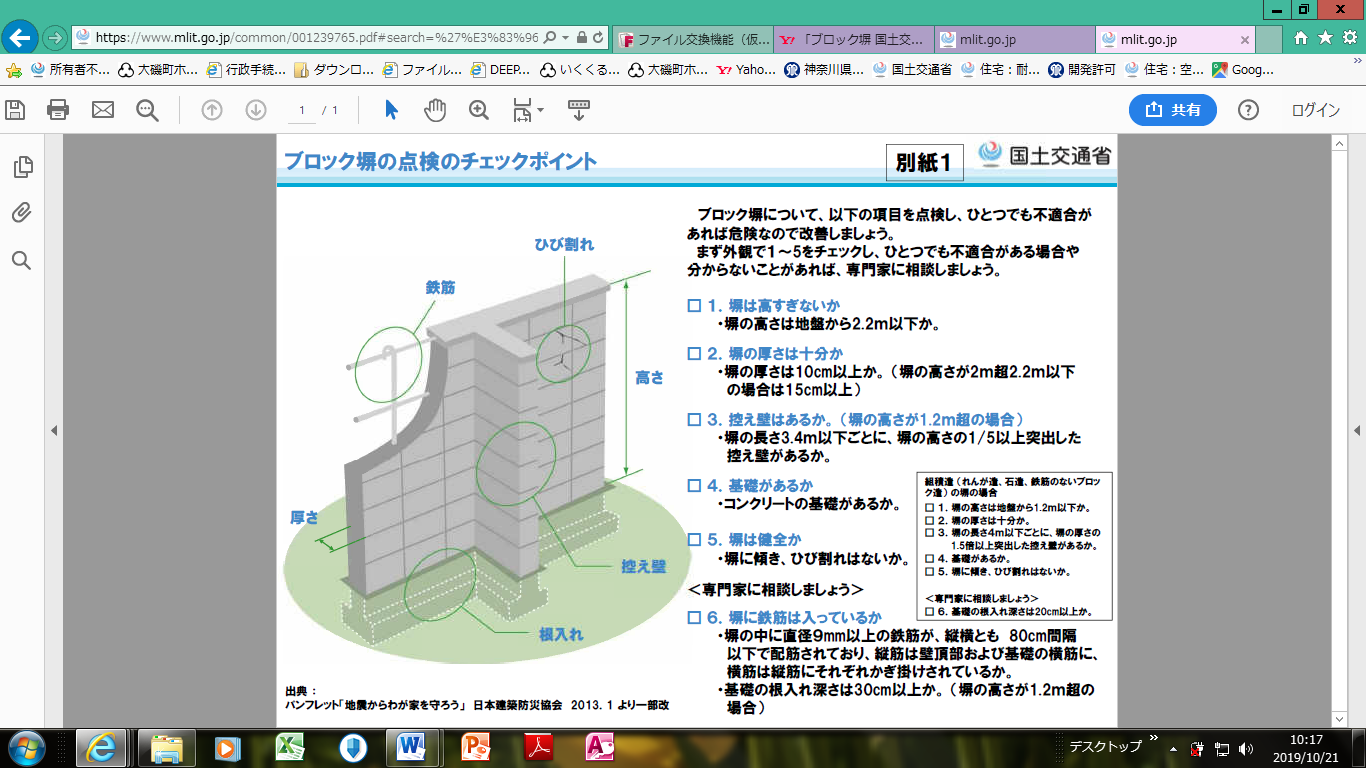 https://www.mlit.go.jp/common/001239765.pdf#search=%27%E3%83%96
ファイル交換機能（仮...
「ブロック塀 国土交...
mlit.go.jp
mlit.go.jp
所有者不...
大磯町ホ...
行政手続...
ダウンロ...
ファイル...
DEEP...
いくくる...
大磯町ホ...
Yaho...
神奈川県...
国土交通省
住宅：耐...
開発許可
住宅：空...
Goog...
1 / 1
共有
ログイン
ブロック塀の点検のチェックポイント
別紙１
国土交通省
ひび割れ
鉄筋
高さ
厚さ
控え壁
根入れ
出典：
パンフレット「地震からわが家を守ろう」 日本建築防災協会 2013.1 より一部改
ブロック塀について、以下の項目を点検し、ひとつでも不適合が
あれば危険なので改善しましょう。
まず外観で１～5をチェックし、ひとつでも不適合がある場合や
分からないことがあれば、専門家に相談しましょう。
□ １．塀は高すぎないか
・塀の高さは地盤から2.2m以下か。
□ ２．塀の厚さは十分か
・塀の厚さは10cm以上か。（塀の高さが2m超2.2m以下
の場合は15cm以上）
□ ３．控え壁はあるか。（塀の高さが1.2m超の場合）
・塀の長さ3.4m以下ごとに、塀の高さの1/5以上突出した
控え壁があるか。
□ ４．基礎があるか
・コンクリートの基礎があるか。
□ ５．塀は健全か
・塀に傾き、ひび割れはないか。
＜専門家に相談しましょう＞
□ ６．塀に鉄筋は入っているか
・塀の中に直径９mm以上の鉄筋が、縦横とも 80cm間隔
以下で配筋されており、縦筋は壁頂部および基礎の横筋に、
横筋は縦筋にそれぞれかぎ掛けされているか。
・基礎の根入れ深さは30cm以上か。（塀の高さが1.2m超の
場合）
組積造（れんが造、石造、鉄筋のないブロッ
ク造）の塀の場合
□ １．塀の高さは地盤から1.2m以下か。
□ ２．塀の厚さは十分か。
□ ３．塀の長さ4m以下ごとに、塀の厚さの
1.5倍以上突出した控え壁があるか。
□ ４．基礎があるか。
□ ５．塀に傾き、ひび割れはないか。
＜専門家に相談しましょう＞
□ ６．基礎の根入れ深さは20cm以上か。
デスクトップ
10:17
2019/10/21